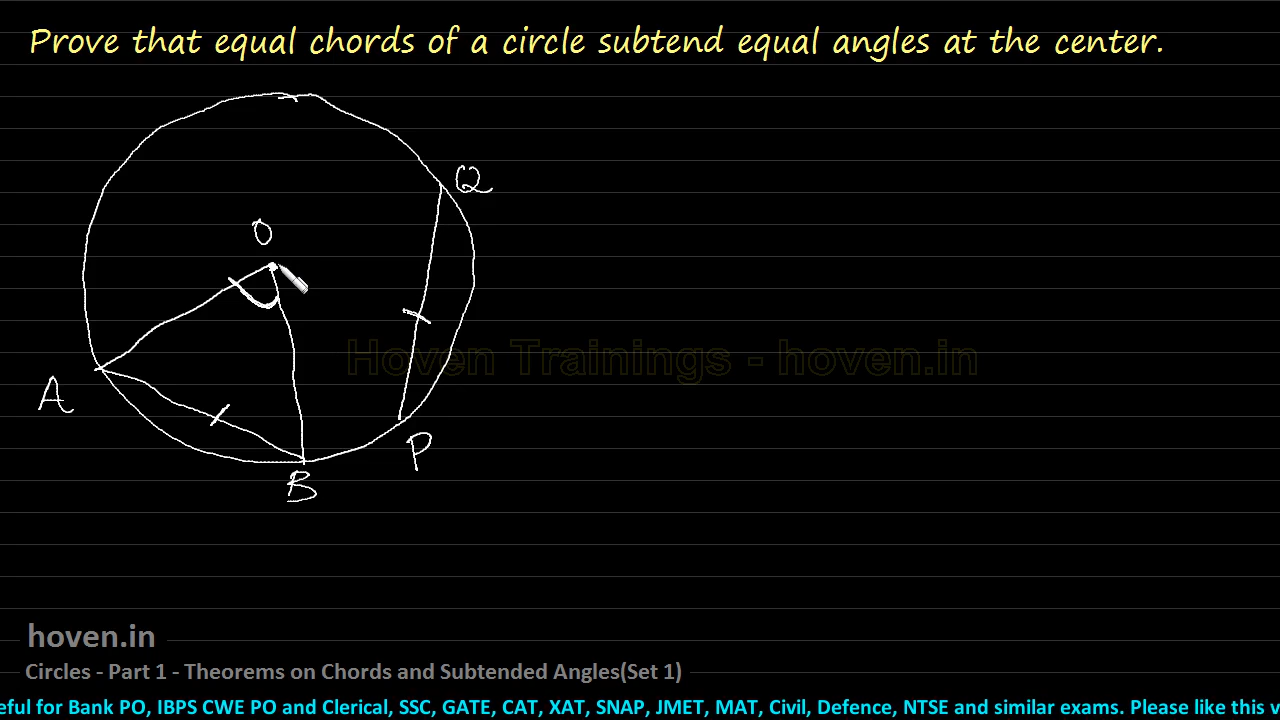 Prove that equal chords of a circle subtend equal angles at the center.
Q
O
Hoven Trainings - hoven.in
A
P
B
hoven.in
Circles - Part 1 - Theorems on Chords and Subtended Angles(Set 1)
eful for Bank PO, IBPS CWE PO and Clerical, SSC, GATE, CAT, XAT, SNAP, JMET, MAT, Civil, Defence, NTSE and similar exams. Please like this v